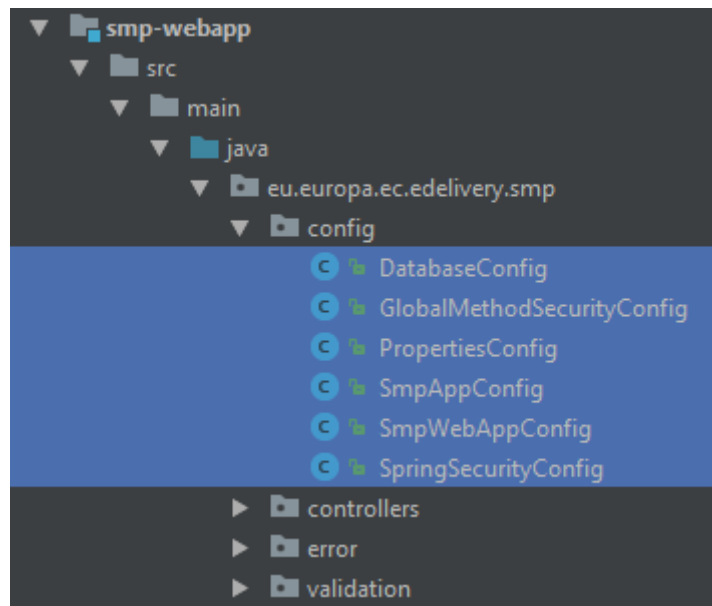 smp-webapp
src
main
java
eu.europa.ec.edelivery.smp
config
C DatabaseConfig
C GlobalMethodSecurityConfig
C PropertiesConfig
C SmpAppConfig
C SmpWebAppConfig
C SpringSecurityConfig
controllers
error
validation